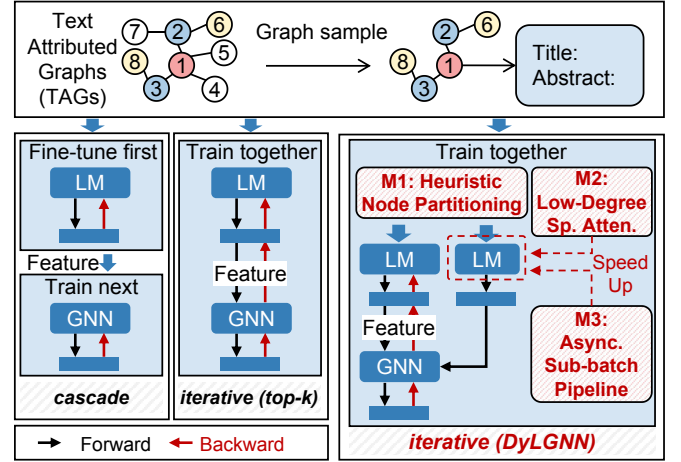 Text
Attributed
Graphs
(TAGs)
7
2
6
8
1
5
3
4
Graph sample
2
6
8
1
3
Title:
Abstract:
Fine-tune first
LM
Feature
Train next
GNN
cascade
Train together
LM
Feature
GNN
iterative (top-k)
Train together
M1: Heuristic
Node Partitioning
M2:
Low-Degree
Sp. Atten.
LM
LM
Speed
Up
Feature
GNN
M3:
Async.
Sub-batch
Pipeline
iterative (DyLGNN)
Forward
Backward